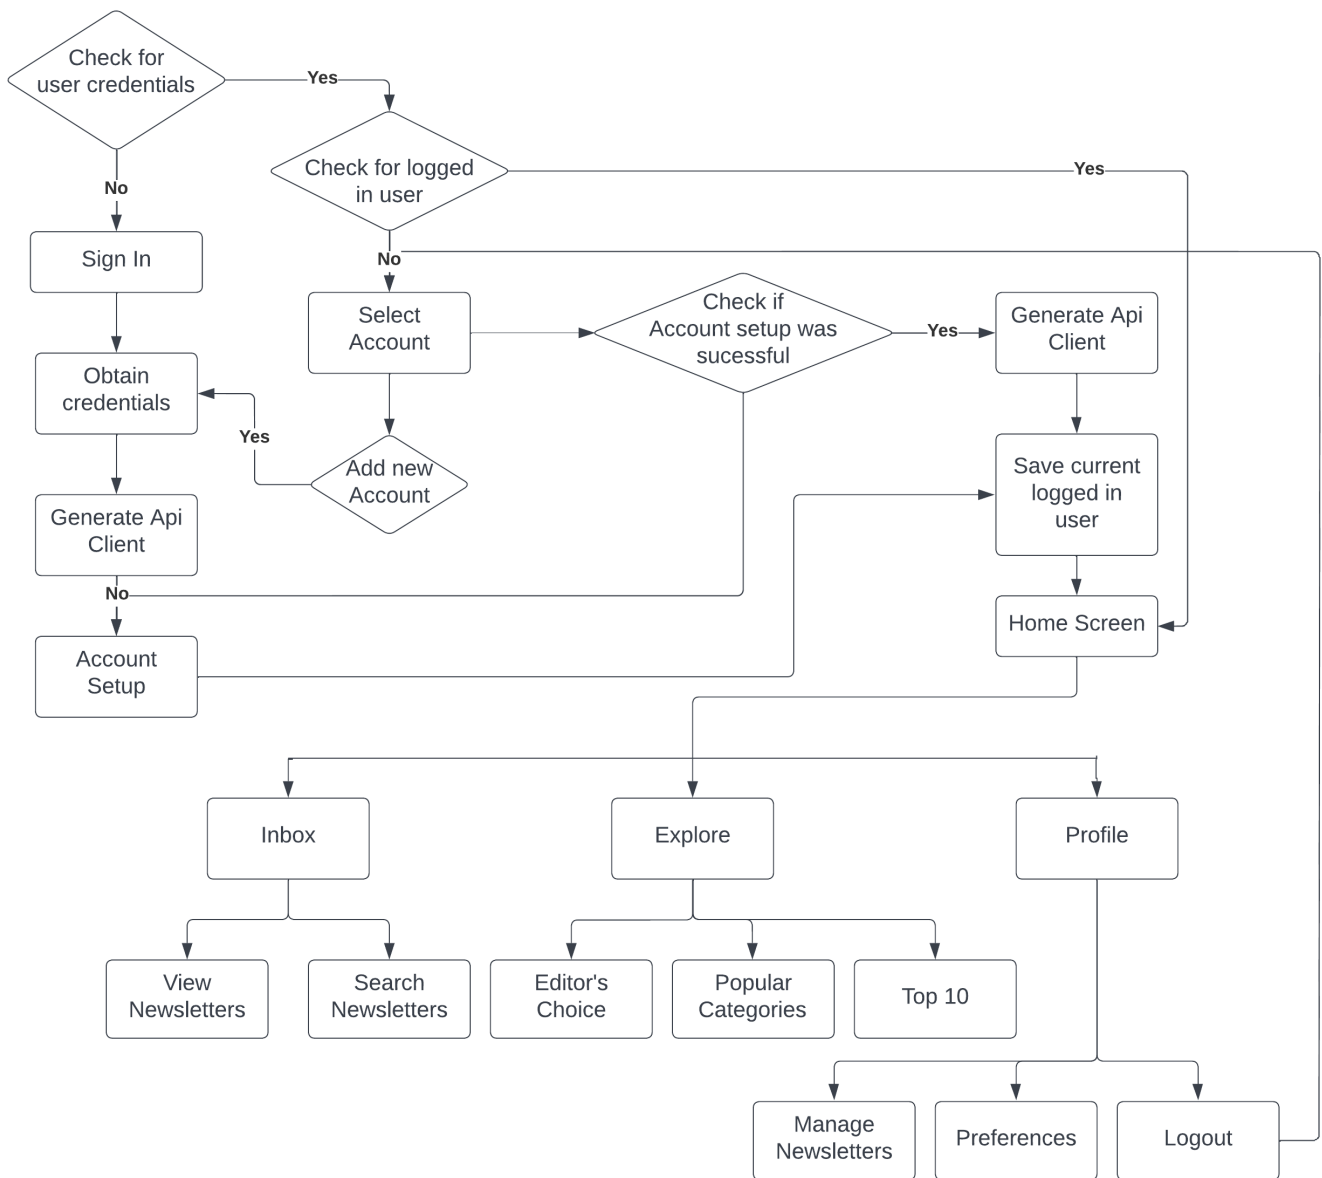 Check for
user credentials
Yes
Check for logged
in user
Yes
No
Sign In
No
Select
Account
Check if
Account setup was
sucessful
Yes
Generate Api
Client
Obtain
credentials
Yes
Add new
Account
Save current
logged in
user
Generate Api
Client
No
Home Screen
Account
Setup
Inbox
Explore
Profile
View
Newsletters
Search
Newsletters
Editor's
Choice
Popular
Categories
Top 10
Manage
Newsletters
Preferences
Logout